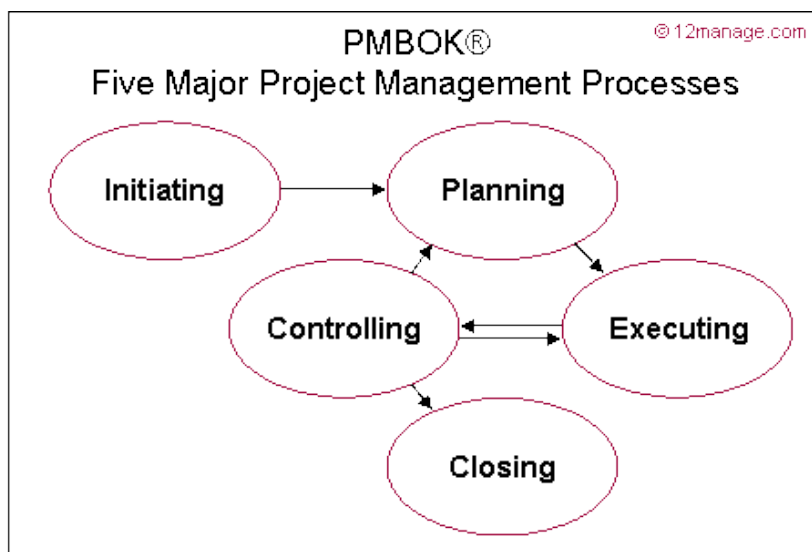 © 12manage.com
PMBOK®
Five Major Project Management Processes
Initiating
Planning
Controlling
Executing
Closing